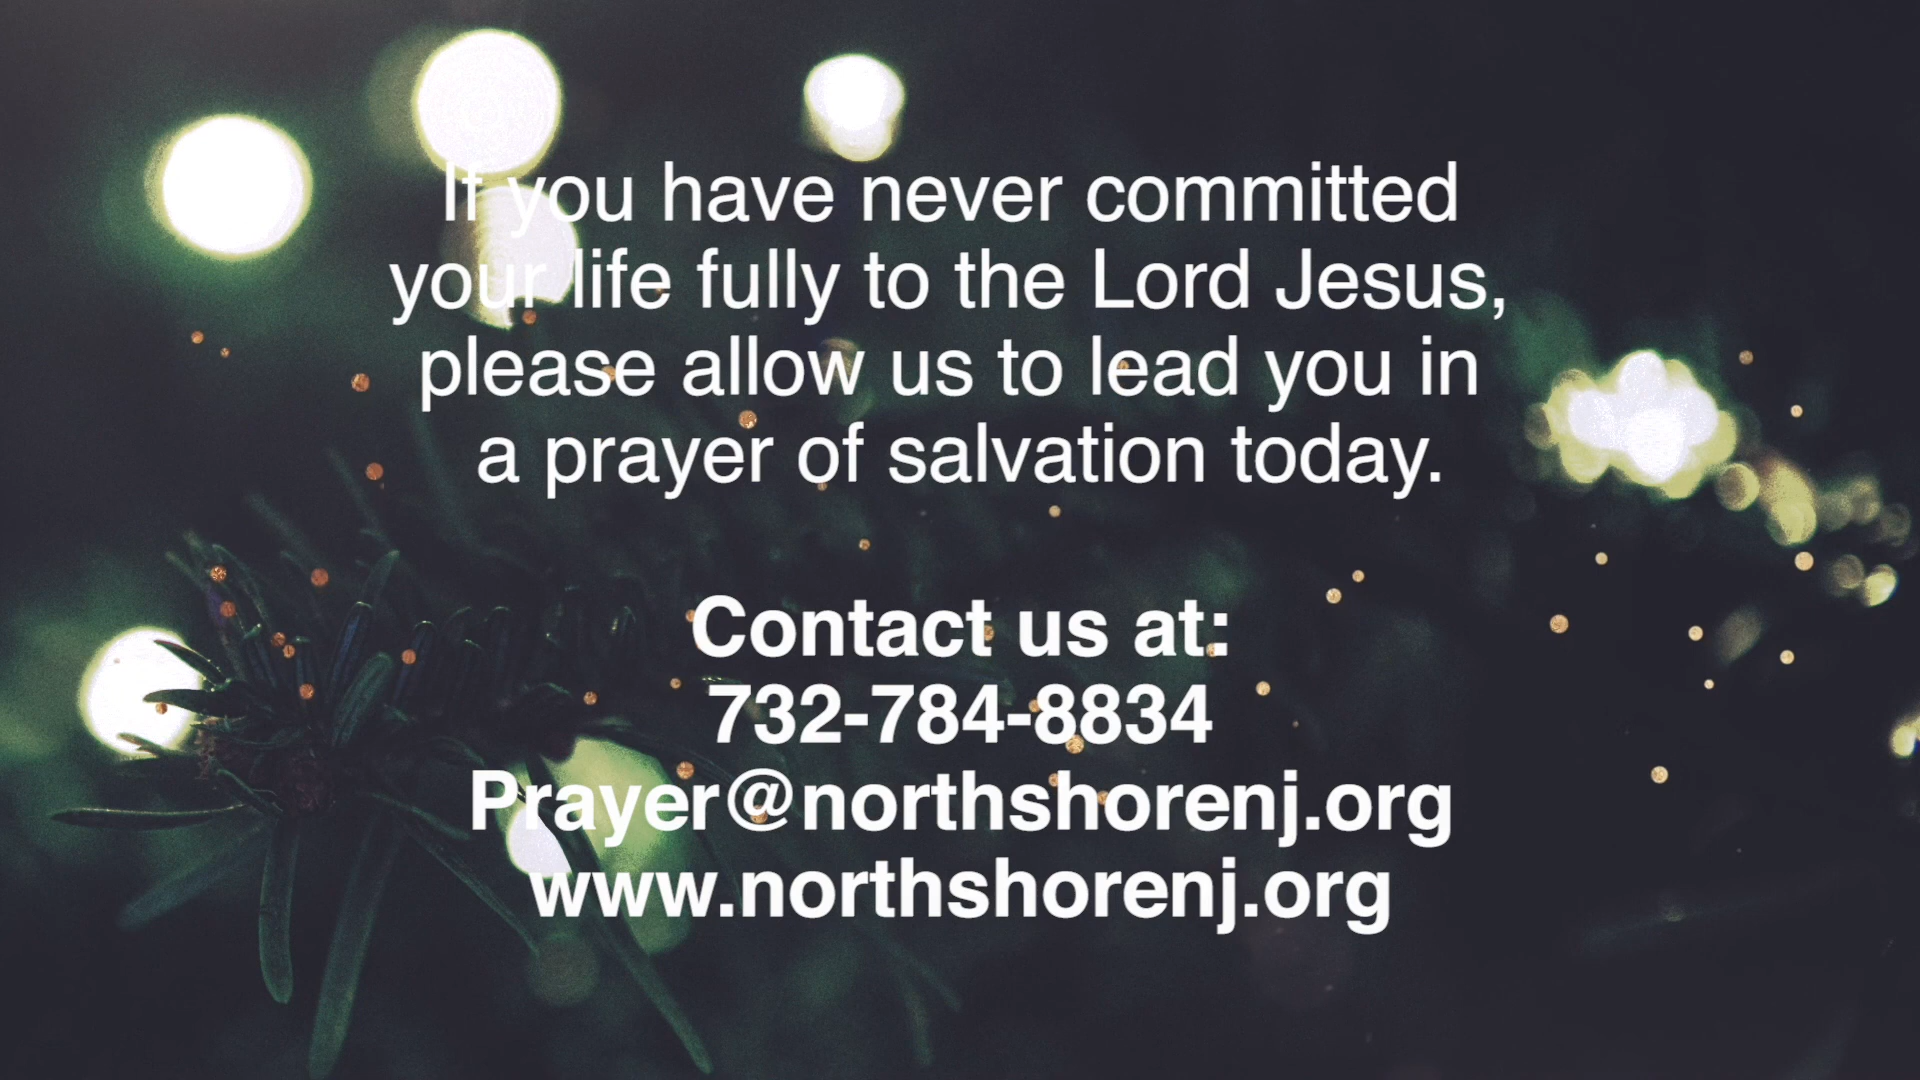 If you have never committed
your life fully to the Lord Jesus,
please allow us to lead you in
a prayer of salvation today.
Contact us at:
732-784-8834
Prayer@northshorenj.org
www.northshorenj.org